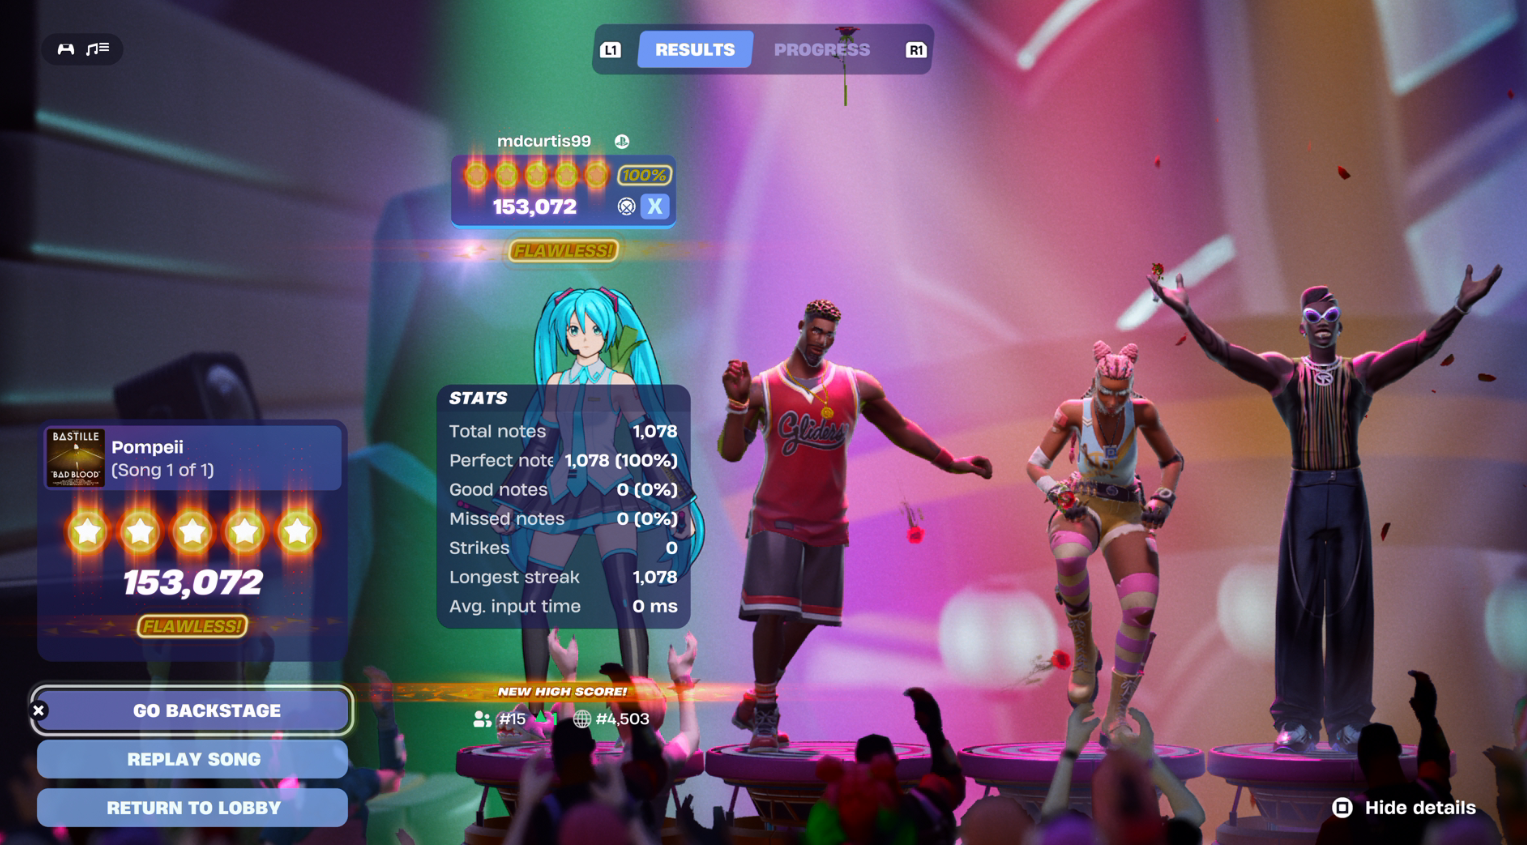 L1
RESULTS
PROGRESS
R1
mdcurtis99
100%
153,072
X
FLAWLESS!
STATS
Total notes 1,078
Perfect note 1,078 (100%)
Good notes 0 (0%)
Missed notes 0 (0%)
Strikes 0
Longest streak 1,078
Avg. input time 0 ms
NEW HIGH SCORE!
#15 1 #4,503
BASTILLE
"BAD BLOOD"
Pompeii
(Song 1 of 1)
153,072
FLAWLESS!
GO BACKSTAGE
REPLAY SONG
RETURN TO LOBBY
Gliders
Hide details